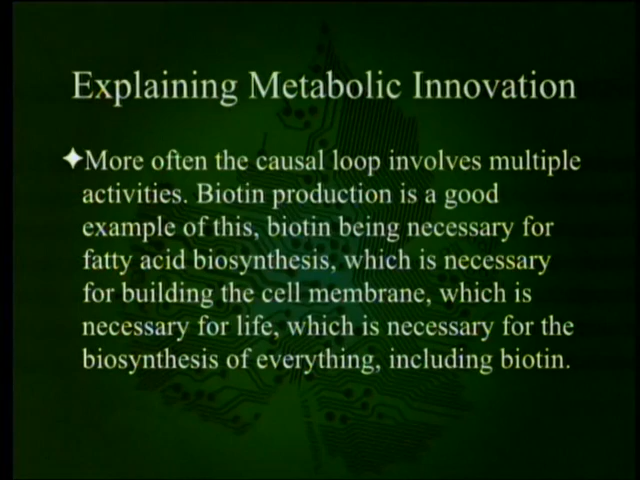 Explaining Metabolic Innovation
✦More often the causal loop involves multiple
activities. Biotin production is a good
example of this, biotin being necessary for
fatty acid biosynthesis, which is necessary
for building the cell membrane, which is
necessary for life, which is necessary for the
biosynthesis of everything, including biotin.